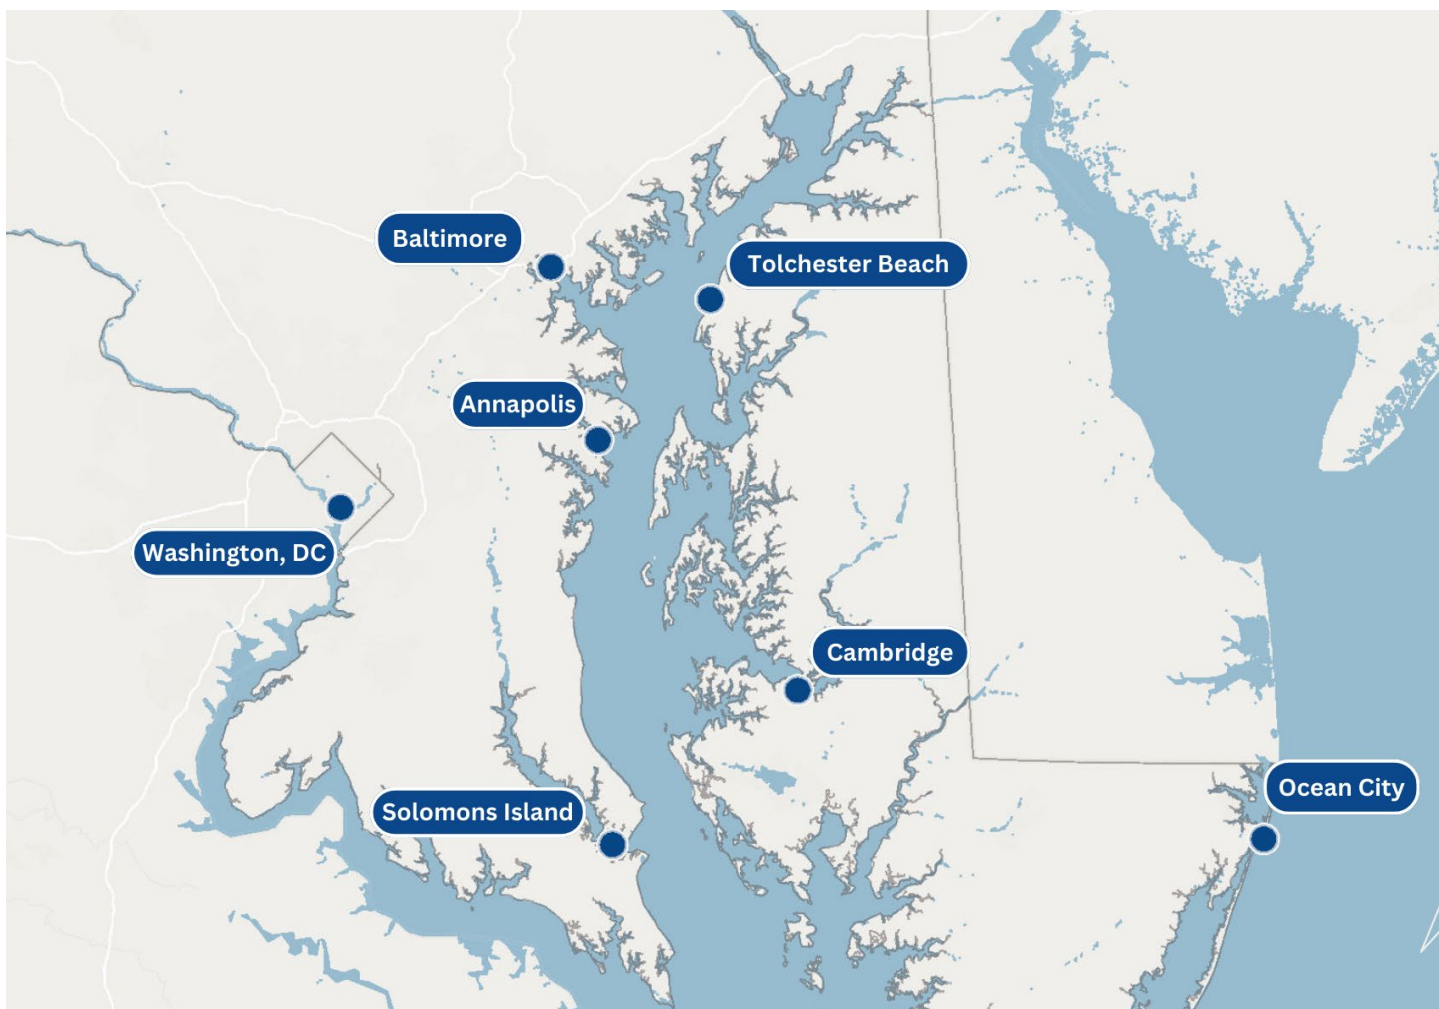 Baltimore
Tolchester Beach
Annapolis
Washington, DC
Cambridge
Ocean City
Solomons Island